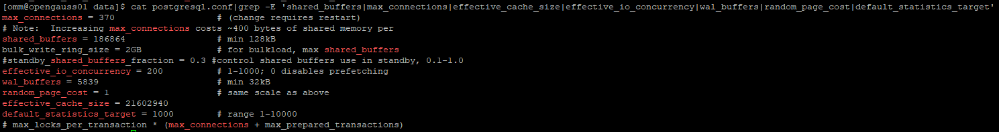 [omm@opengauss01 data]$ cat postgresql.conf|grep -E 'shared_buffers|max_connections|effective_cache_size|effective_io_concurrency|wal_buffers|random_page_cost|default_statistics_target'
max_connections = 370 # (change requires restart)
# Note: Increasing max_connections costs ~400 bytes of shared memory per
shared_buffers = 186864 # min 128kB
bulk_write_ring_size = 2GB # for bulkload, max shared_buffers
#standby_shared_buffers_fraction = 0.3 #control shared buffers use in standby, 0.1-1.0
effective_io_concurrency = 200 # 1-1000; 0 disables prefetching
wal_buffers = 5839 # min 32kB
random_page_cost = 1 # same scale as above
effective_cache_size = 21602940
default_statistics_target = 1000 # range 1-10000
# max_locks_per_transaction * (max_connections + max_prepared_transactions)